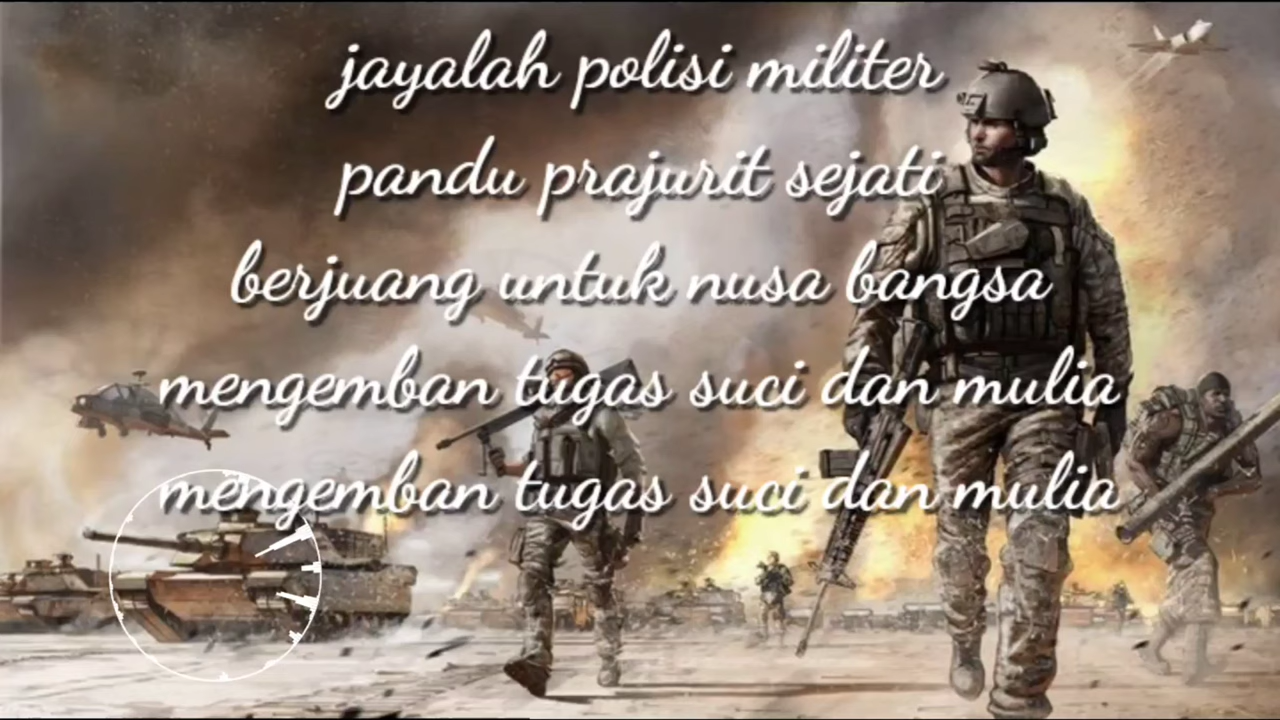 jayalah polisi militer
pandu prajurit sejati
berjuang untuk nusa bangsa
mengemban tugas suci dan mulia
mengemban tugas suci dan mulia